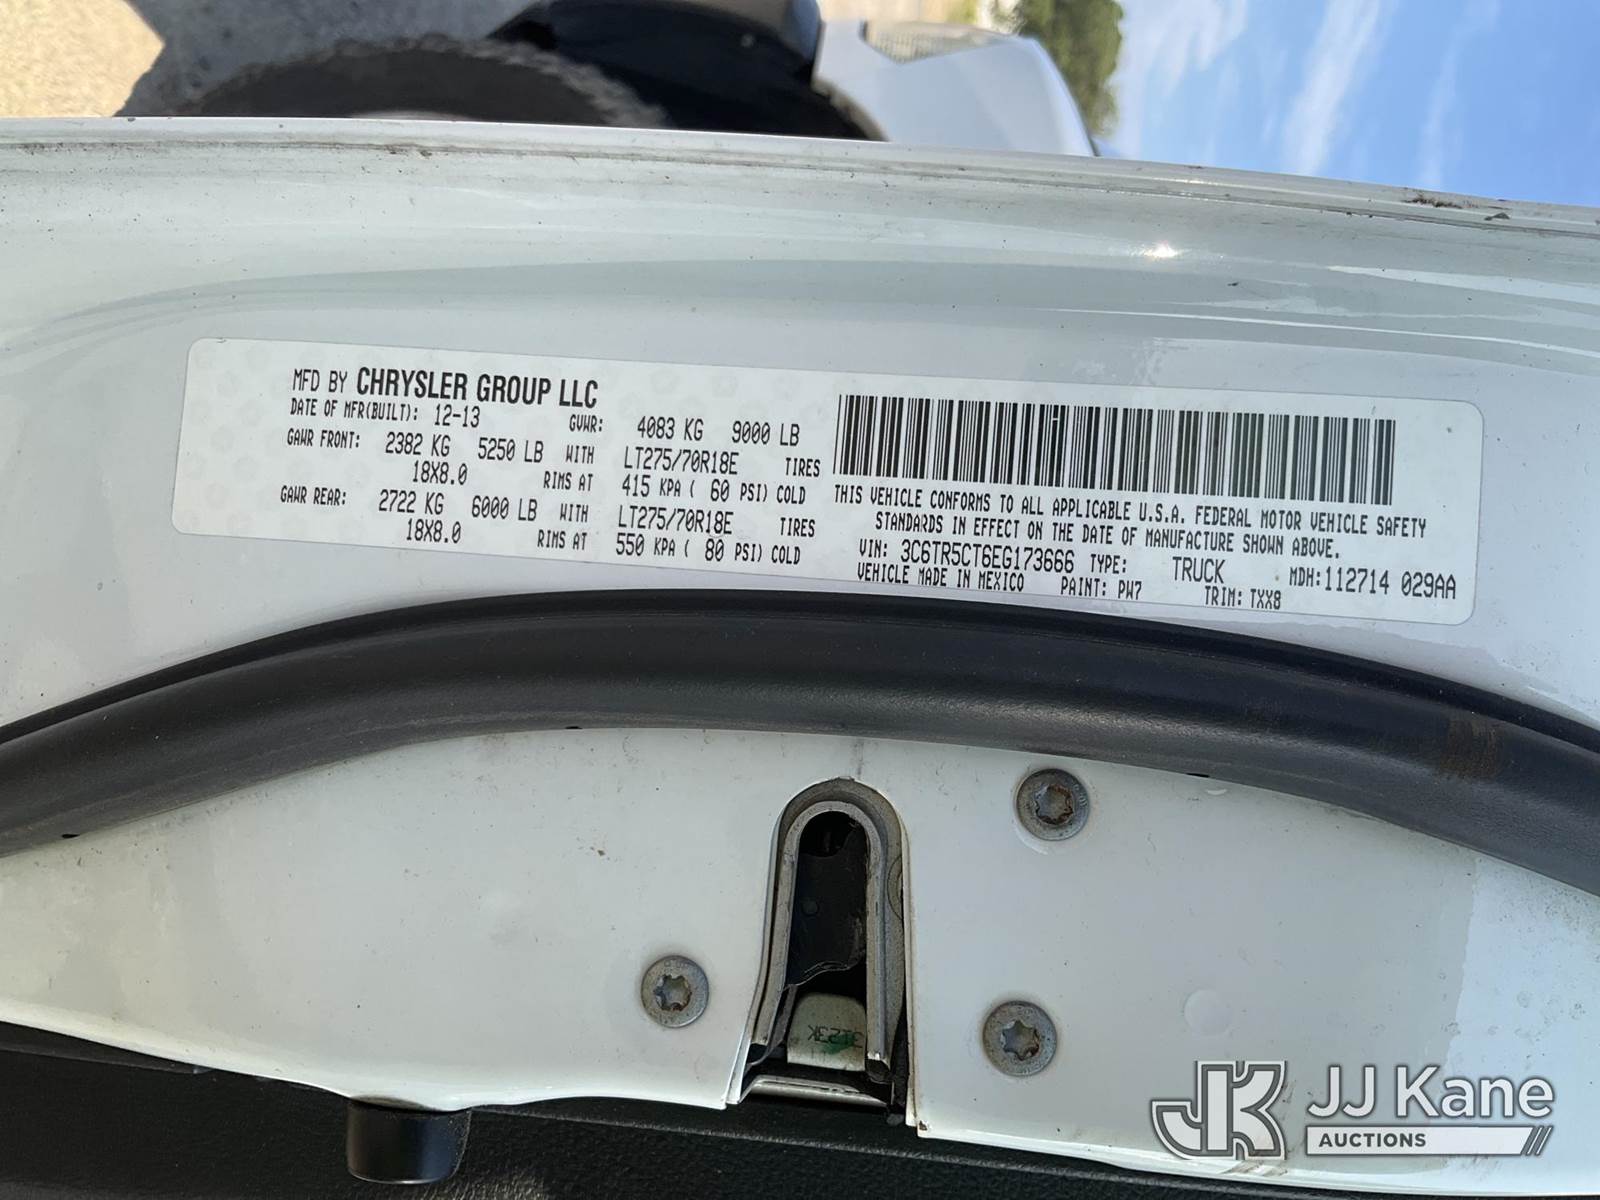 MFD BY CHRYSLER GROUP LLC
DATE OF MFR(BUILT): 12-13 GVWR: 4083 KG 9000 LB
GAWR FRONT: 2382 KG 5250 LB WITH LT275/70R18E TIRES
18X8.0 RIMS AT 415 KPA ( 60 PSI) COLD
GAWR REAR: 2722 KG 6000 LB WITH LT275/70R18E TIRES
18X8.0 RIMS AT 550 KPA ( 80 PSI) COLD
THIS VEHICLE CONFORMS TO ALL APPLICABLE U.S.A. FEDERAL MOTOR VEHICLE SAFETY
STANDARDS IN EFFECT ON THE DATE OF MANUFACTURE SHOWN ABOVE.
VIN: 3C6TR5CT6EG173666 TYPE: TRUCK MDH:112714 029AA
VEHICLE MADE IN MEXICO PAINT: PW7 TRIM: TXX8
3123K
JK JJ Kane
AUCTIONS